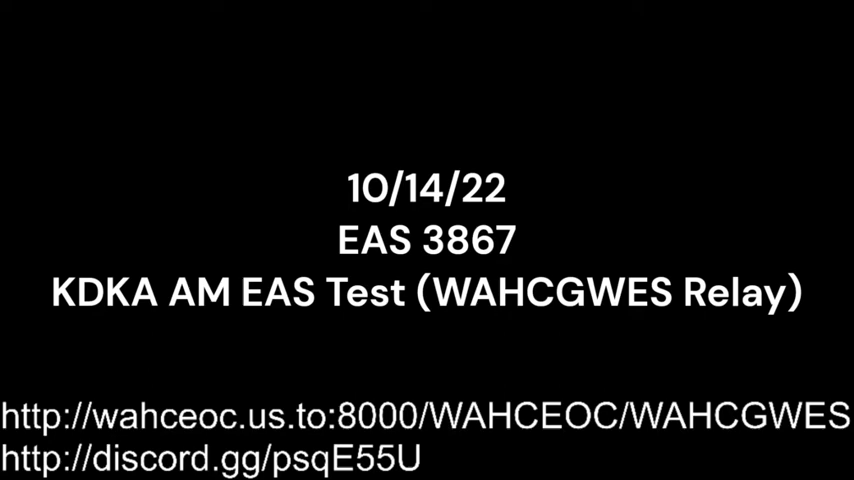 10/14/22
EAS 3867
KDKA AM EAS Test (WAHCGWES Relay)
http://wahceoc.us.to:8000/WAHCEOC/WAHCGWES
http://discord.gg/psqE55U